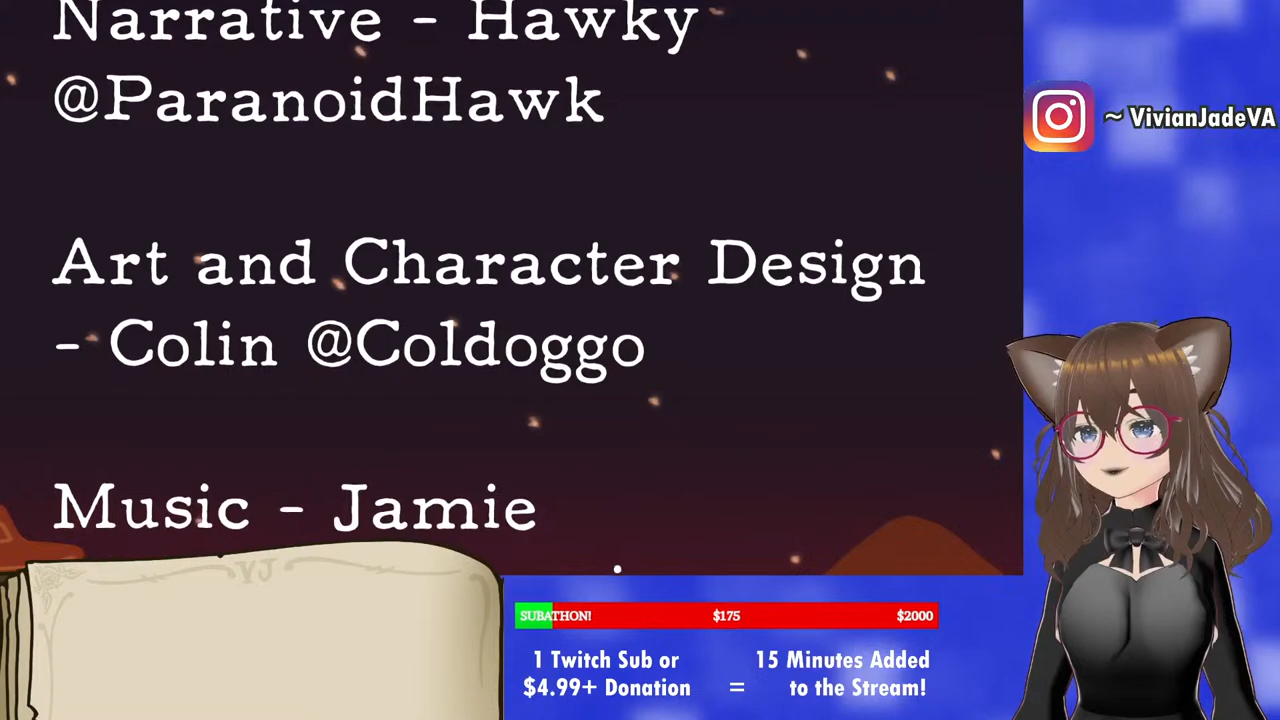 Narrative - Hawky
@ParanoidHawk
~ VivianJadeVA
Art and Character Design
- Colin @Coldoggo
Music - Jamie
VJ
SUBATHON! $175 $2000
1 Twitch Sub or
$4.99+ Donation
=
15 Minutes Added
to the Stream!